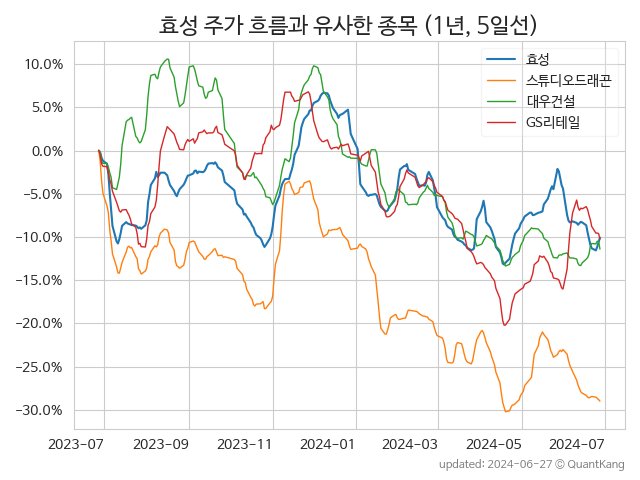 효성 주가 흐름과 유사한 종목 (1년, 5일선)
효성
스튜디오드래곤
대우건설
GS리테일
10.0%
5.0%
0.0%
−5.0%
−10.0%
−15.0%
−20.0%
−25.0%
−30.0%
2023-07 2023-09 2023-11 2024-01 2024-03 2024-05 2024-07
updated: 2024-06-27 © QuantKang